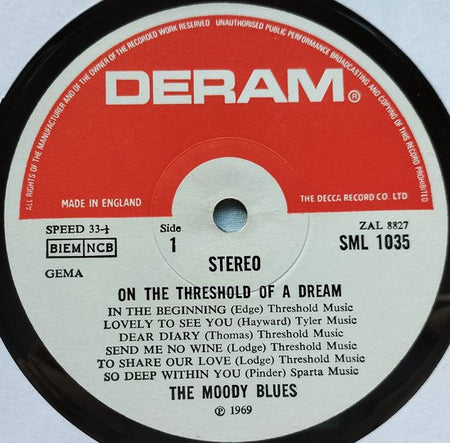 ALL RIGHTS OF THE MANUFACTURER AND OF THE OWNER OF THE RECORDED WORK RESERVED UNAUTHORISED PUBLIC PERFORMANCE BROADCASTING AND COPYING OF THIS RECORD PROHIBITED
DERAM®
MADE IN ENGLAND
THE DECCA RECORD CO. LTD
SPEED 33⅓
Side
1
ZAL 8827
BIEM NCB
STEREO
SML 1035
GEMA
ON THE THRESHOLD OF A DREAM
IN THE BEGINNING (Edge) Threshold Music
LOVELY TO SEE YOU (Hayward) Tyler Music
DEAR DIARY (Thomas) Threshold Music
SEND ME NO WINE (Lodge) Threshold Music
TO SHARE OUR LOVE (Lodge) Threshold Music
SO DEEP WITHIN YOU (Pinder) Sparta Music
THE MOODY BLUES
℗ 1969